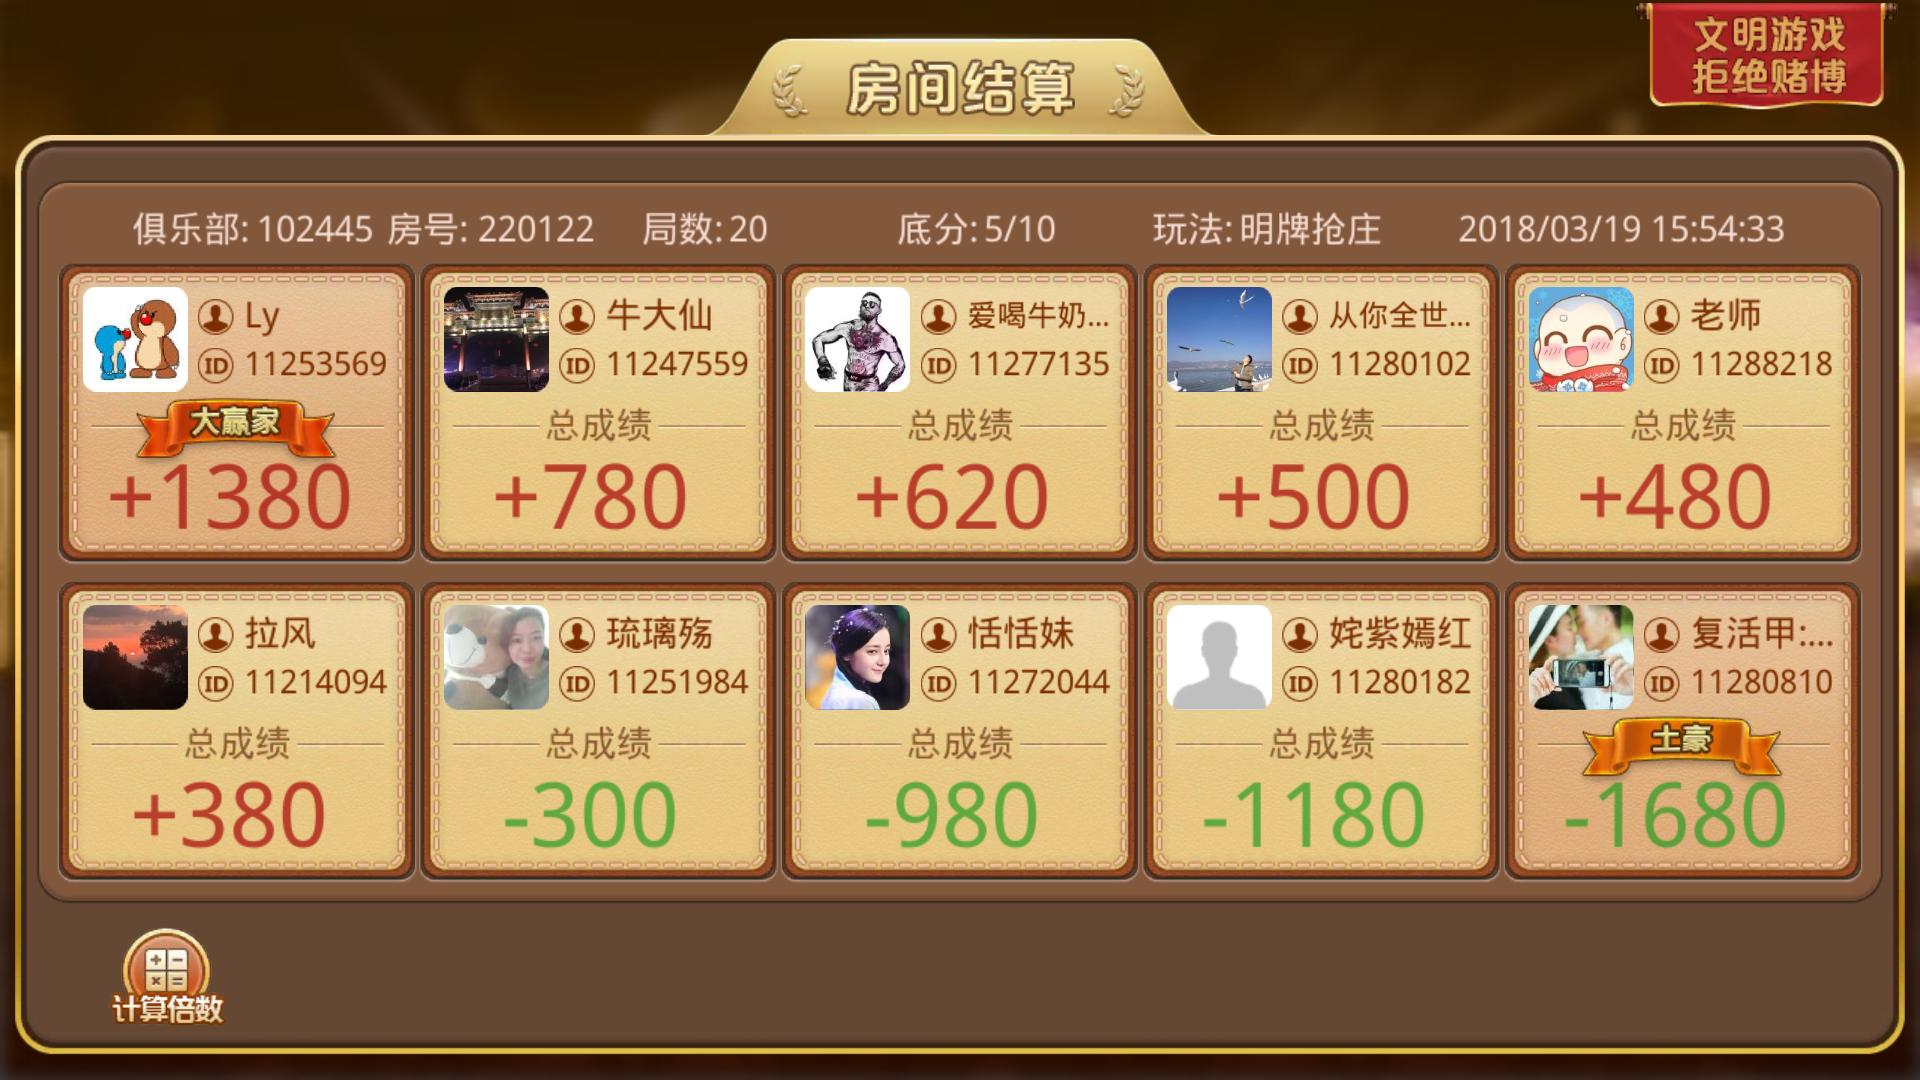 文明游戏
拒绝赌博
房间结算
俱乐部: 102445 房号: 220122 局数: 20 底分: 5/10 玩法: 明牌抢庄 2018/03/19 15:54:33
Ly
ID 11253569
大赢家
+1380
牛大仙
ID 11247559
总成绩
+780
爱喝牛奶...
ID 11277135
总成绩
+620
从你全世...
ID 11280102
总成绩
+500
老师
ID 11288218
总成绩
+480
拉风
ID 11214094
总成绩
+380
琉璃殇
ID 11251984
总成绩
-300
恬恬妹
ID 11272044
总成绩
-980
姹紫嫣红
ID 11280182
总成绩
-1180
复活甲:...
ID 11280810
土豪
-1680
计算倍数